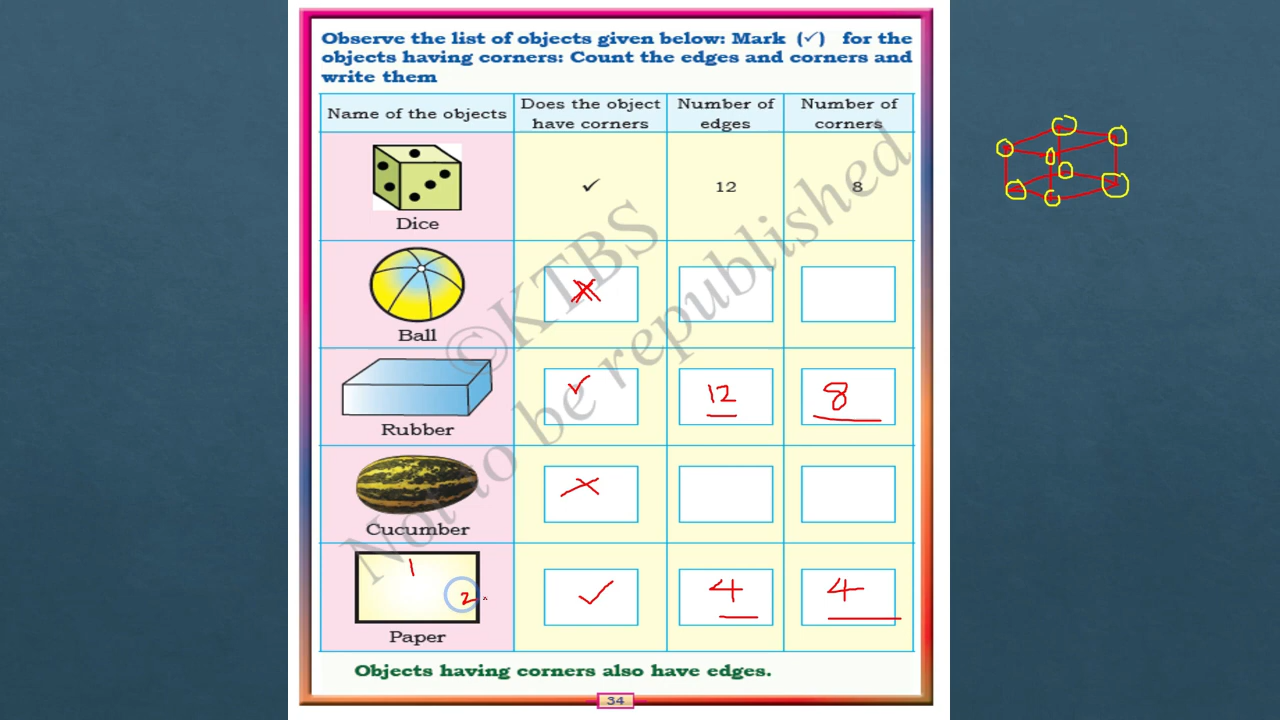 Observe the list of objects given below: Mark (✓) for the
objects having corners: Count the edges and corners and
write them
Name of the objects
Does the object
have corners
Number of
edges
Number of
corners
Dice
✓
12
8
Ball
✗
Rubber
✓
12
8
Cucumber
✗
1
2
Paper
✓
4
4
Objects having corners also have edges.
34
©KTBS
Not to be republished